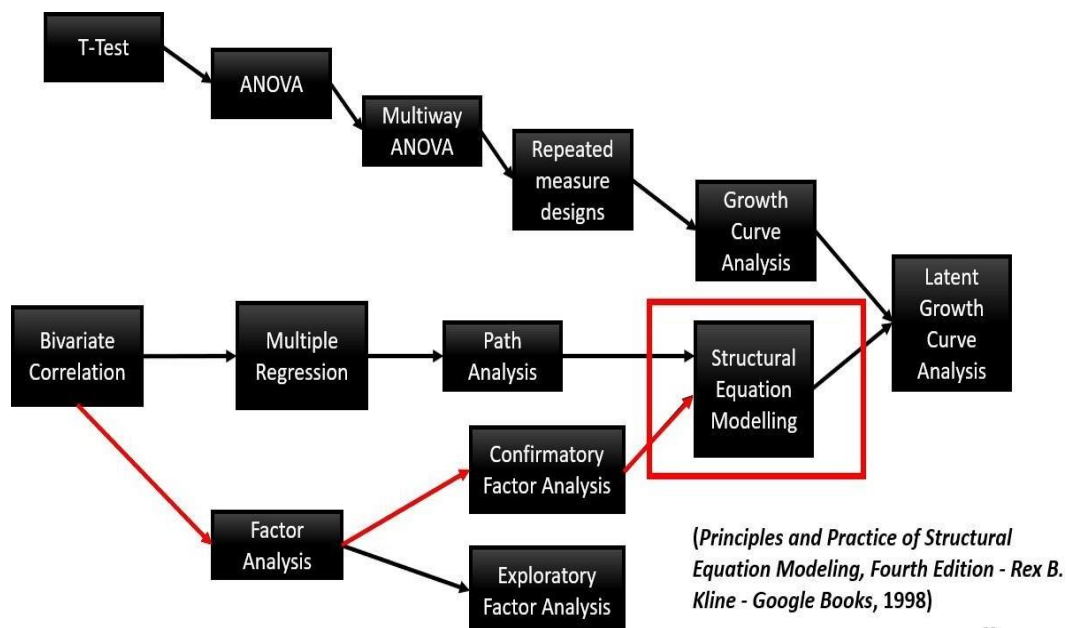 T-Test
ANOVA
Multiway
ANOVA
Repeated
measure
designs
Growth
Curve
Analysis
Latent
Growth
Curve
Analysis
Bivariate
Correlation
Multiple
Regression
Path
Analysis
Structural
Equation
Modelling
Confirmatory
Factor Analysis
Factor
Analysis
Exploratory
Factor Analysis
(Principles and Practice of Structural
Equation Modeling, Fourth Edition - Rex B.
Kline - Google Books, 1998)